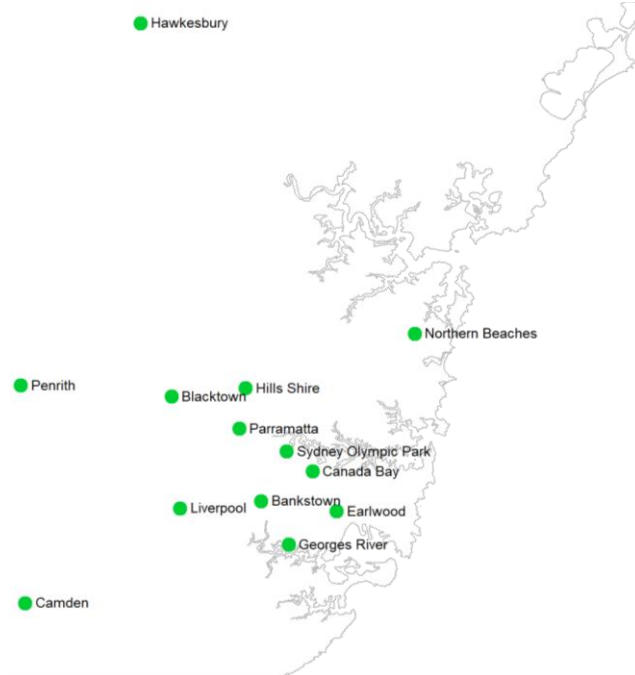 Hawkesbury
Northern Beaches
Penrith
Hills Shire
Blacktown
Parramatta
Sydney Olympic Park
Canada Bay
Bankstown
Liverpool
Earlwood
Georges River
Camden